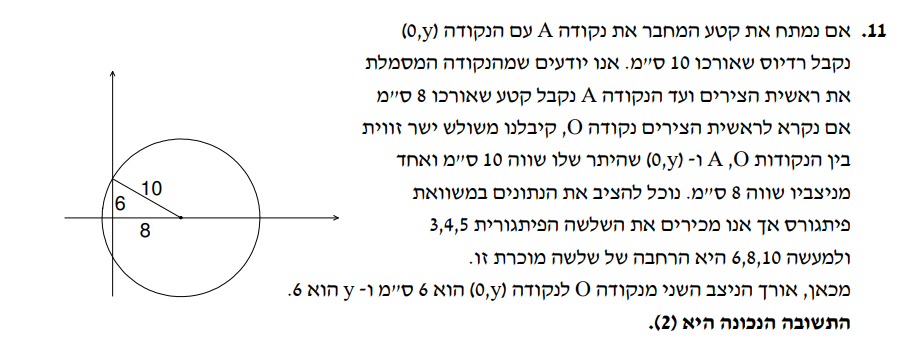 11. אם נמתח את קטע המחבר את נקודה A עם הנקודה (0,y)
נקבל רדיוס שאורכו 10 ס״מ. אנו יודעים שמהנקודה המסמלת
את ראשית הצירים ועד הנקודה A נקבל קטע שאורכו 8 ס״מ
אם נקרא לראשית הצירים נקודה O, קיבלנו משולש ישר זווית
בין הנקודות A ,O ו- (0,y) שהיתר שלו שווה 10 ס״מ ואחד
מניצביו שווה 8 ס״מ. נוכל להציב את הנתונים במשוואת
פיתגורס אך אנו מכירים את השלשה הפיתגורית 3,4,5
ולמעשה 6,8,10 היא הרחבה של שלשה מוכרת זו.
מכאן, אורך הניצב השני מנקודה O לנקודה (0,y) הוא 6 ס״מ ו- y הוא 6.
התשובה הנכונה היא (2).
10
6
8